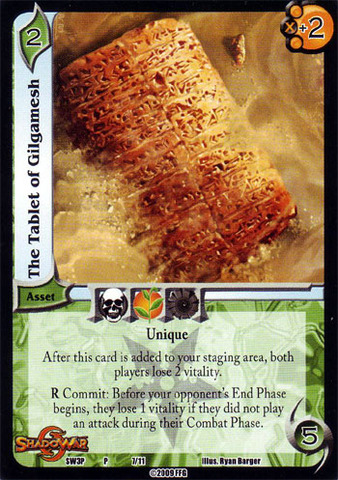 2
X +2
The Tablet of Gilgamesh
Asset
Unique
After this card is added to your staging area, both
players lose 2 vitality.
R Commit: Before your opponent's End Phase
begins, they lose 1 vitality if they did not play
an attack during their Combat Phase.
5
SHADOWAR
SW3P P 7/11 Illus. Ryan Barger
©2009 FFG